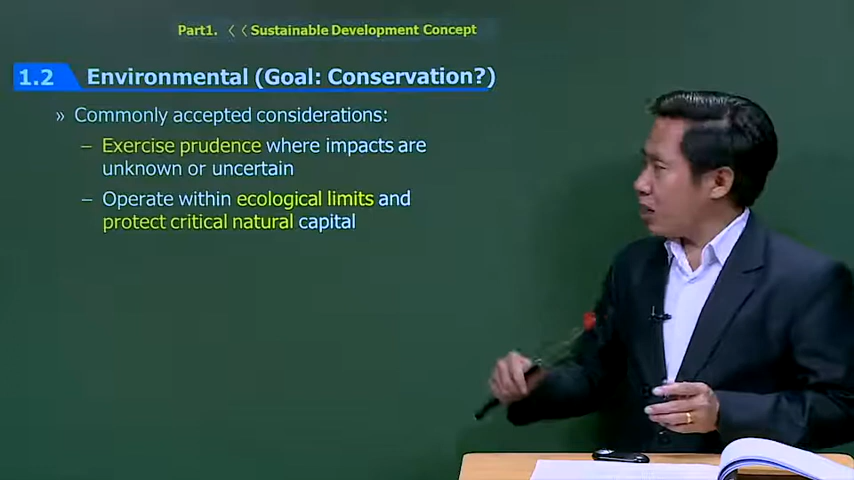 Part1. 〈〈 Sustainable Development Concept
1.2 Environmental (Goal: Conservation?)
» Commonly accepted considerations:
– Exercise prudence where impacts are
unknown or uncertain
– Operate within ecological limits and
protect critical natural capital